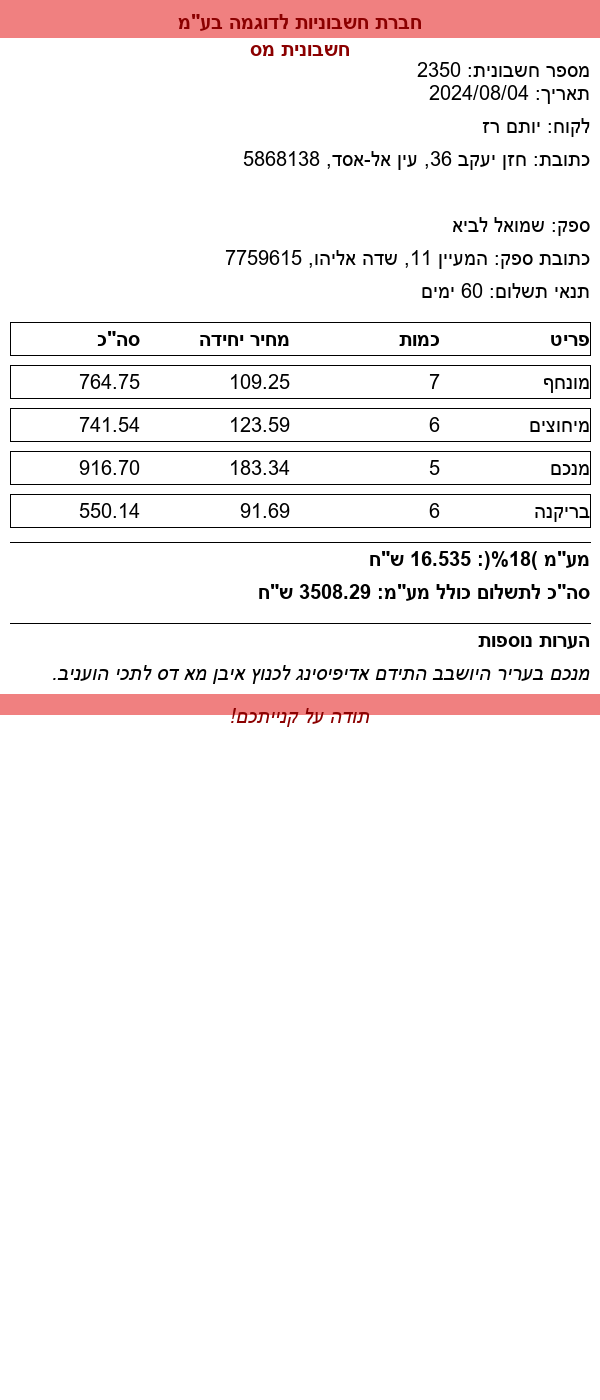 חברת חשבוניות לדוגמה בע"מ
חשבונית מס
מספר חשבונית: 2350
תאריך: 2024/08/04
לקוח: יותם רז
כתובת: חזן יעקב 36, עין אל-אסד, 5868138
ספק: שמואל לביא
כתובת ספק: המעיין 11, שדה אליהו, 7759615
תנאי תשלום: 60 ימים
פריט כמות מחיר יחידה סה"כ
מונחף 7 109.25 764.75
מיחוצים 6 123.59 741.54
מנכם 5 183.34 916.70
בריקנה 6 91.69 550.14
מע"מ (18%): 16.535 ש"ח
סה"כ לתשלום כולל מע"מ: 3508.29 ש"ח
הערות נוספות
מנכם בעריר היושבב התידם אדיפיסינג לכנוץ איבן מא דס לתכי הועניב.
תודה על קנייתכם!